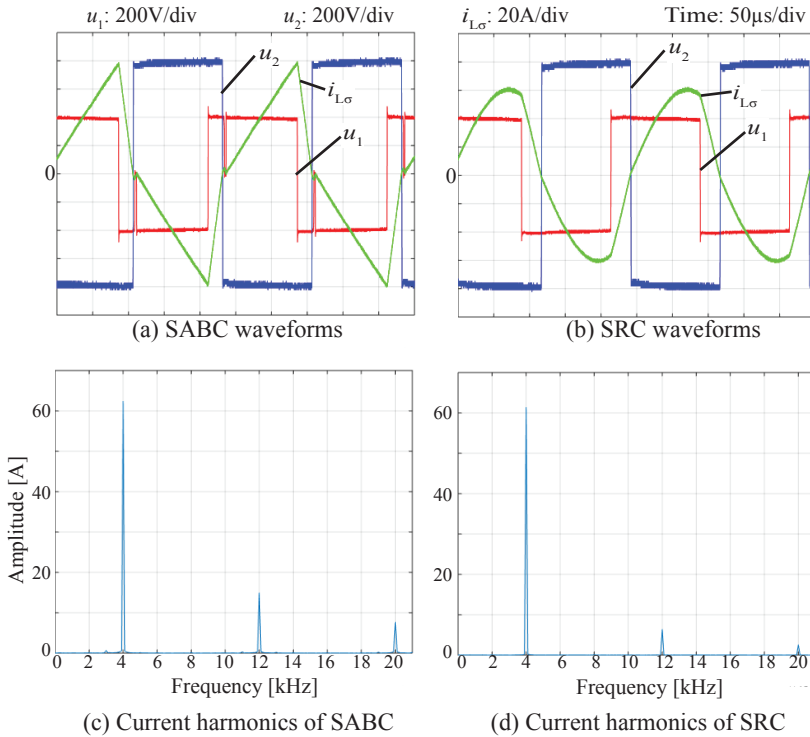 u1: 200V/div u2: 200V/div iLσ: 20A/div Time: 50µs/div
u2
iLσ
u1
0
(a) SABC waveforms
u2
iLσ
u1
0
(b) SRC waveforms
60
40
20
0
Amplitude [A]
0 2 4 6 8 10 12 14 16 18 20
Frequency [kHz]
(c) Current harmonics of SABC
60
40
20
0
0 2 4 6 8 10 12 14 16 18 20
Frequency [kHz]
(d) Current harmonics of SRC